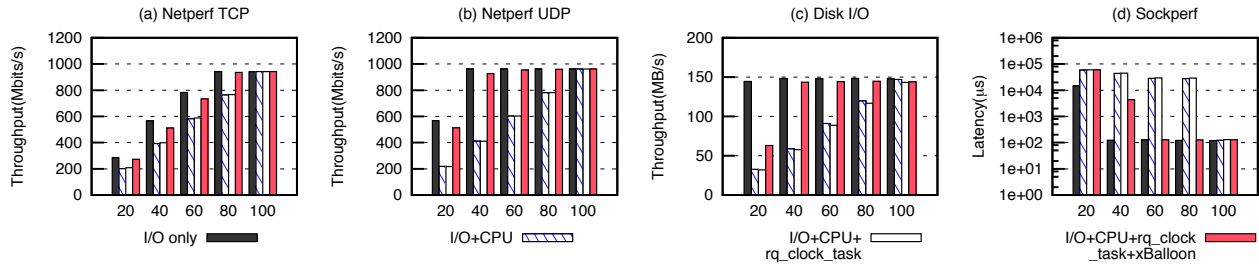 (a) Netperf TCP
Throughput(Mbits/s)
1200
1000
800
600
400
200
0
20 40 60 80 100
(b) Netperf UDP
Throughput(Mbits/s)
1200
1000
800
600
400
200
0
20 40 60 80 100
(c) Disk I/O
Throughput(MB/s)
200
150
100
50
0
20 40 60 80 100
(d) Sockperf
Latency(μs)
1e+06
1e+05
1e+04
1e+03
1e+02
1e+01
1e+00
20 40 60 80 100
I/O only
I/O+CPU
I/O+CPU+
rq_clock_task
I/O+CPU+rq_clock
_task+xBalloon